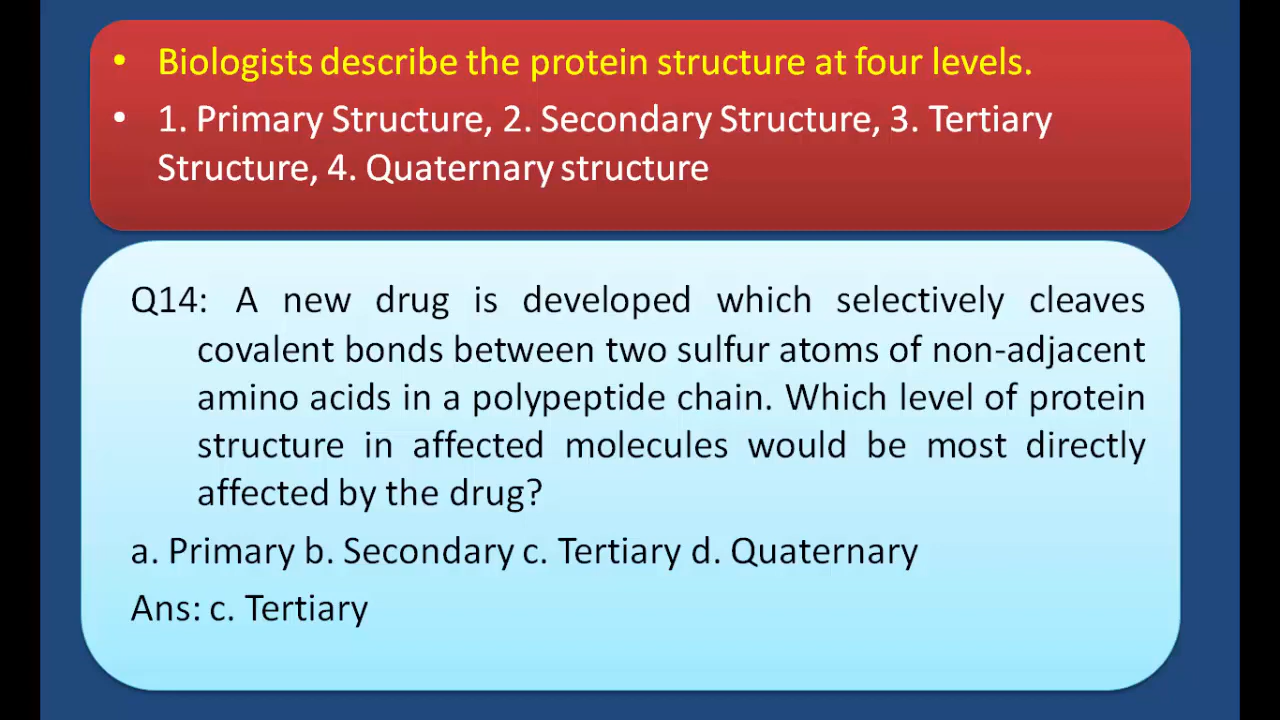 • Biologists describe the protein structure at four levels.
• 1. Primary Structure, 2. Secondary Structure, 3. Tertiary
Structure, 4. Quaternary structure
Q14: A new drug is developed which selectively cleaves
covalent bonds between two sulfur atoms of non-adjacent
amino acids in a polypeptide chain. Which level of protein
structure in affected molecules would be most directly
affected by the drug?
a. Primary b. Secondary c. Tertiary d. Quaternary
Ans: c. Tertiary